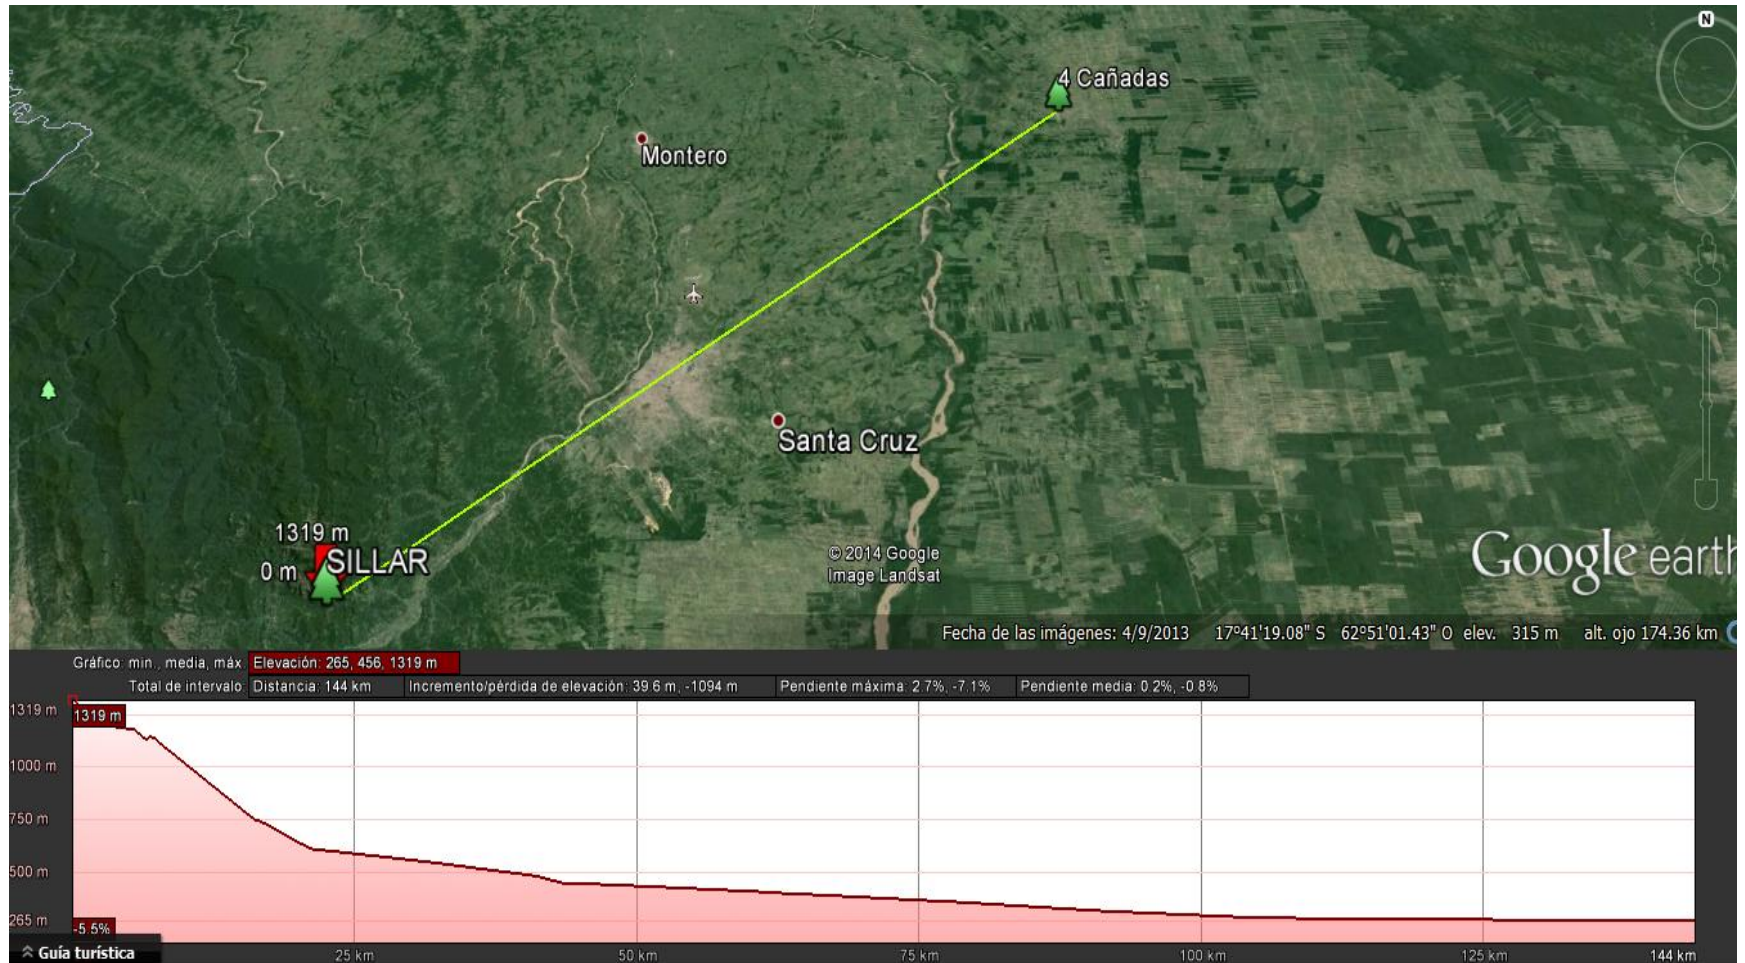 N
4 Cañadas
Montero
Santa Cruz
1319 m
SILLAR
0 m
© 2014 Google
Image Landsat
Google earth
Fecha de las imágenes: 4/9/2013 17°41'19.08" S 62°51'01.43" O elev. 315 m alt. ojo 174.36 km
Gráfico: min., media, máx Elevación: 265, 456, 1319 m
Total de intervalo: Distancia: 144 km Incremento/pérdida de elevación: 39.6 m, -1094 m Pendiente máxima: 2.7%, -7.1% Pendiente media: 0.2%, -0.8%
1319 m
1319 m
1000 m
750 m
500 m
265 m
-5.5%
Guía turística
25 km 50 km 75 km 100 km 125 km 144 km